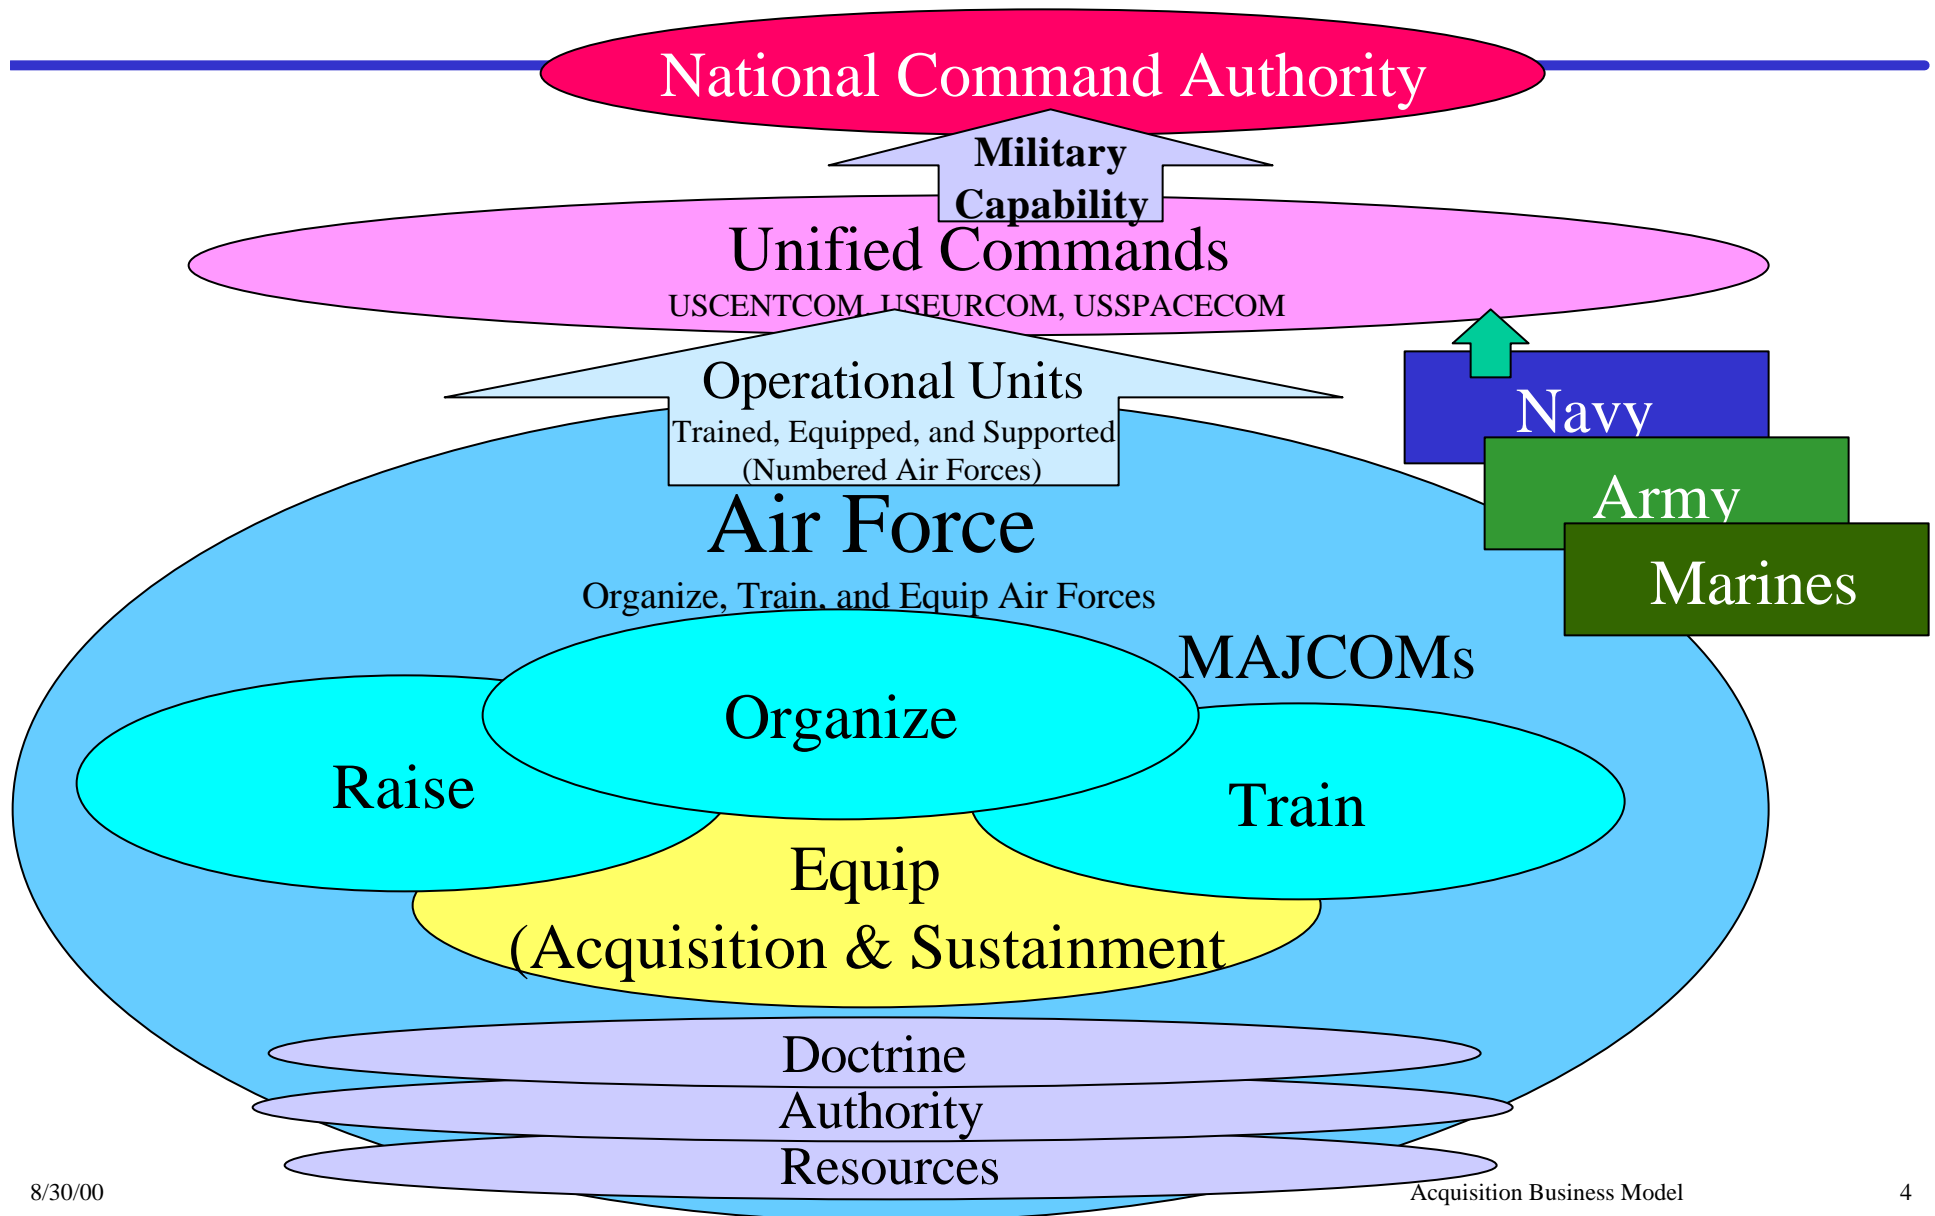 National Command Authority
Military
Capability
Unified Commands
USCENTCOM, USEURCOM, USSPACECOM
Operational Units
Trained, Equipped, and Supported
(Numbered Air Forces)
Navy
Army
Marines
Air Force
Organize, Train, and Equip Air Forces
MAJCOMs
Organize
Raise
Train
Equip
(Acquisition & Sustainment
Doctrine
Authority
Resources
8/30/00
Acquisition Business Model
4